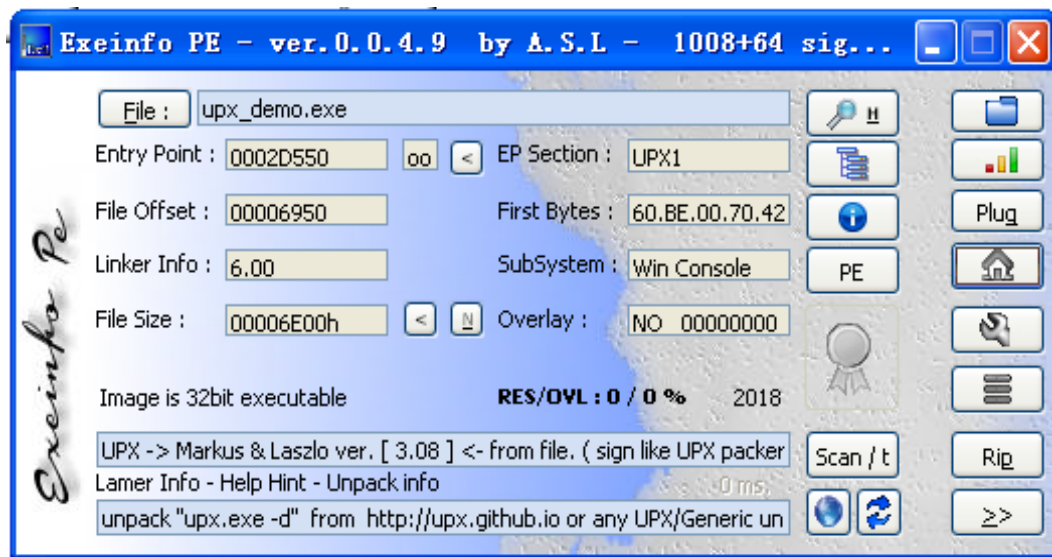 Exeinfo PE - ver.0.0.4.9 by A.S.L - 1008+64 sig...
File : upx_demo.exe H
Entry Point : 0002D550 oo < EP Section : UPX1
File Offset : 00006950 First Bytes : 60.BE.00.70.42 Plug
Linker Info : 6.00 SubSystem : Win Console PE
File Size : 00006E00h < N Overlay : NO 00000000
Image is 32bit executable RES/OVL : 0 / 0 % 2018
UPX -> Markus & Laszlo ver. [ 3.08 ] <- from file. ( sign like UPX packer Scan / t Rip
Lamer Info - Help Hint - Unpack info 0 ms.
unpack "upx.exe -d" from http://upx.github.io or any UPX/Generic un >>
Exeinfo Pe